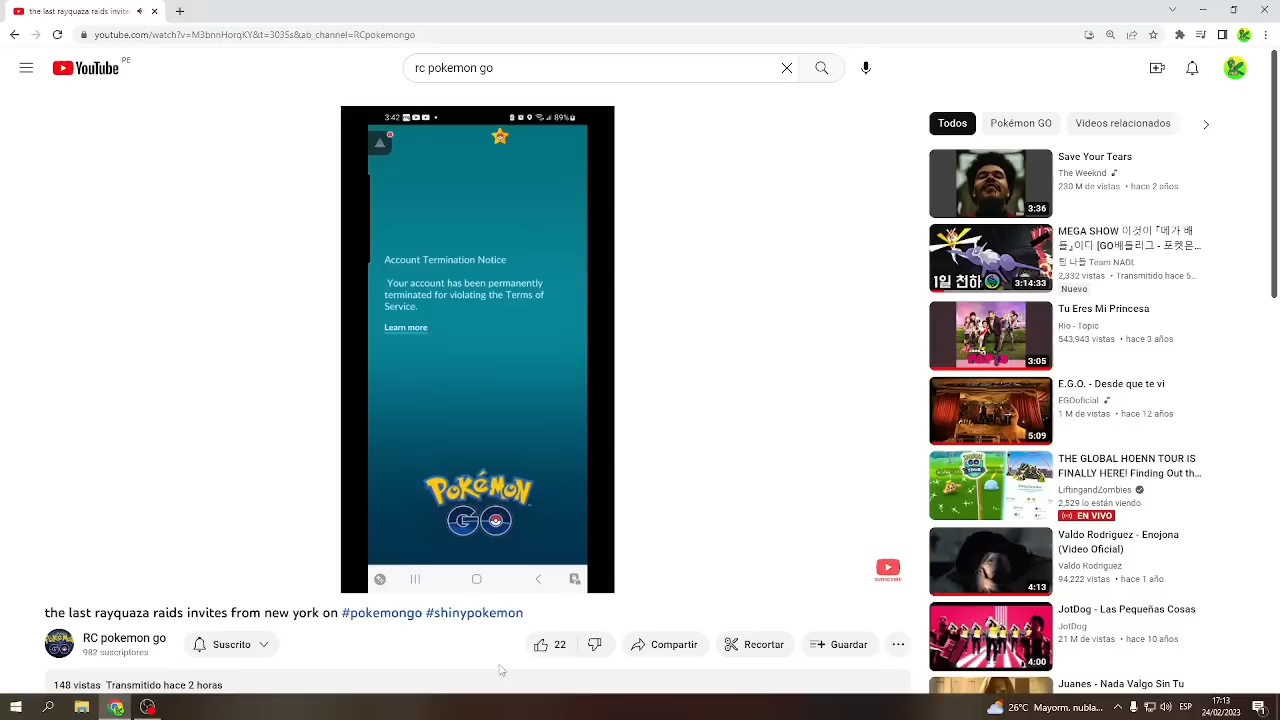 the last rayquaza raids invites
youtube.com/watch?v=M3bnnHorqKY&t=3035s&ab_channel=RCpokemongo
YouTube PE
rc pokemon go
3:42
89%
Account Termination Notice
Your account has been permanently
terminated for violating the Terms of
Service.
Learn more
POKÉMON
GO
SUBSCRIBE
the last rayquaza raids invites from new york on #pokemongo #shinypokemon
RC pokemon go
982 suscriptores
Suscrito
22
Compartir
Recortar
Guardar
148 vistas Transmitido hace 2 horas
Todos
Pokémon GO
Videos relacionados
3:36
Save Your Tears
The Weeknd
230 M de vistas • hace 2 años
1일 천하
3:14:33
MEGA SHOW 이것이 『메가 배
틀』이다 [GO배틀리그 - 포켓몬...
팀 나들 Team NADL
2,332 vistas • Transmitido hace 5...
Nuevo
3:05
Tu Eres Mi Princesa
Rio - Topic
543,943 vistas • hace 3 años
5:09
E.G.O. - Desde que te vi
EGOoficial
1 M de vistas • hace 12 años
THE GLOBAL HOENN TOUR IS
FINALLY HERE! Finding Out th...
LiftingandZombies
2,529 lo están viendo
EN VIVO
4:13
Valdo Rodriguez - Enojona
(Video Oficial)
Valdo Rodriguez
94,222 vistas • hace 1 año
4:00
JotDog - Las Pequeñas Cosas
JotDog
21 M de vistas • hace 10 años
Juanes - Nada Valgo Sin Tu
26°C Mayorm. nubla...
ESP
17:13
24/02/2023